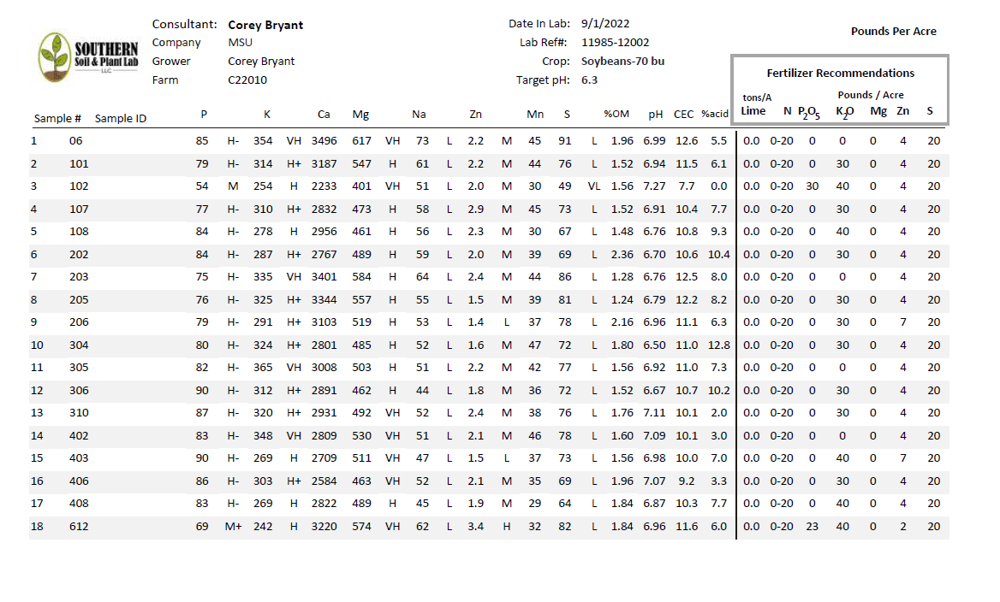 SOUTHERN
Soil & Plant Lab
LLC
Consultant: Corey Bryant
Company MSU
Grower Corey Bryant
Farm C22010
Date In Lab: 9/1/2022
Lab Ref#: 11985-12002
Crop: Soybeans-70 bu
Target pH: 6.3
Pounds Per Acre
Fertilizer Recommendations
tons/A Pounds / Acre
Sample # Sample ID P K Ca Mg Na Zn Mn S %OM pH CEC %acid Lime N P2O5 K2O Mg Zn S
1 06 85 H- 354 VH 3496 617 VH 73 L 2.2 M 45 91 L 1.96 6.99 12.6 5.5 0.0 0-20 0 0 0 4 20
2 101 79 H- 314 H+ 3187 547 H 61 L 2.2 M 44 76 L 1.52 6.94 11.5 6.1 0.0 0-20 0 30 0 4 20
3 102 54 M 254 H 2233 401 VH 51 L 2.0 M 30 49 VL 1.56 7.27 7.7 0.0 0.0 0-20 30 40 0 4 20
4 107 77 H- 310 H+ 2832 473 H 58 L 2.9 M 45 73 L 1.52 6.91 10.4 7.7 0.0 0-20 0 30 0 4 20
5 108 84 H- 278 H 2956 461 H 56 L 2.3 M 30 67 L 1.48 6.76 10.8 9.3 0.0 0-20 0 40 0 4 20
6 202 84 H- 287 H+ 2767 489 H 59 L 2.0 M 39 69 L 2.36 6.70 10.6 10.4 0.0 0-20 0 30 0 4 20
7 203 75 H- 335 VH 3401 584 H 64 L 2.4 M 44 86 L 1.28 6.76 12.5 8.0 0.0 0-20 0 0 0 4 20
8 205 76 H- 325 H+ 3344 557 H 55 L 1.5 M 39 81 L 1.24 6.79 12.2 8.2 0.0 0-20 0 30 0 4 20
9 206 79 H- 291 H+ 3103 519 H 53 L 1.4 L 37 78 L 2.16 6.96 11.1 6.3 0.0 0-20 0 30 0 7 20
10 304 80 H- 324 H+ 2801 485 H 52 L 1.6 M 47 72 L 1.80 6.50 11.0 12.8 0.0 0-20 0 30 0 4 20
11 305 82 H- 365 VH 3008 503 H 51 L 2.2 M 42 77 L 1.56 6.92 11.0 7.3 0.0 0-20 0 0 0 4 20
12 306 90 H- 312 H+ 2891 462 H 44 L 1.8 M 36 72 L 1.52 6.67 10.7 10.2 0.0 0-20 0 30 0 4 20
13 310 87 H- 320 H+ 2931 492 VH 52 L 2.4 M 38 76 L 1.76 7.11 10.1 2.0 0.0 0-20 0 30 0 4 20
14 402 83 H- 348 VH 2809 530 VH 51 L 2.1 M 46 78 L 1.60 7.09 10.1 3.0 0.0 0-20 0 0 0 4 20
15 403 90 H- 269 H 2709 511 VH 47 L 1.5 L 37 73 L 1.56 6.98 10.0 7.0 0.0 0-20 0 40 0 7 20
16 406 86 H- 303 H+ 2584 463 VH 52 L 2.1 M 35 69 L 1.96 7.07 9.2 3.3 0.0 0-20 0 30 0 4 20
17 408 83 H- 269 H 2822 489 H 45 L 1.9 M 29 64 L 1.84 6.87 10.3 7.7 0.0 0-20 0 40 0 4 20
18 612 69 M+ 242 H 3220 574 VH 62 L 3.4 H 32 82 L 1.84 6.96 11.6 6.0 0.0 0-20 23 40 0 2 20